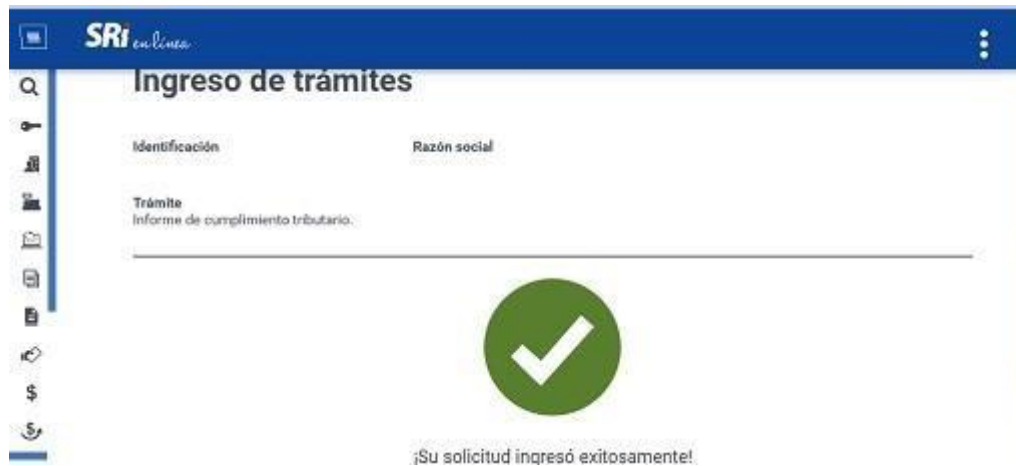 SRi en línea
Ingreso de trámites
Identificación Razón social
Trámite
Informe de cumplimiento tributario.
¡Su solicitud ingresó exitosamente!